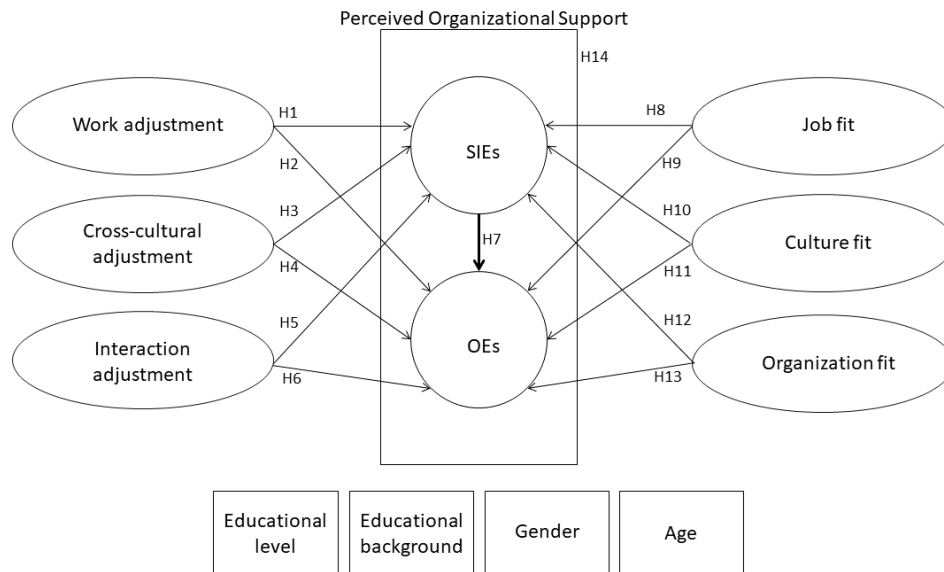 Perceived Organizational Support
H14
Work adjustment
H1
H2
SIEs
H8
H9
Job fit
Cross-cultural
adjustment
H3
H4
H7
H10
H11
Culture fit
Interaction
adjustment
H5
H6
OEs
H12
H13
Organization fit
Educational
level
Educational
background
Gender
Age